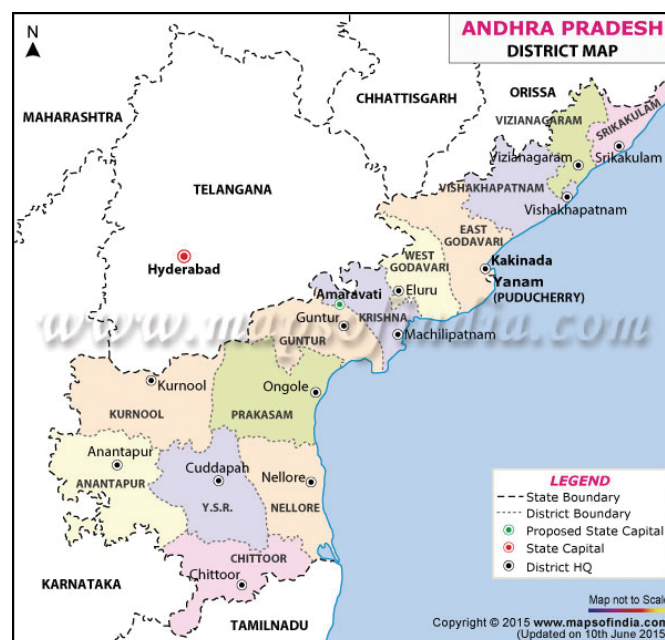 N
ANDHRA PRADESH
DISTRICT MAP
ORISSA
CHHATTISGARH
MAHARASHTRA
VIZIANAGARAM
SRIKAKULAM
Vizianagaram
Srikakulam
TELANGANA
VISHAKHAPATNAM
Vishakhapatnam
EAST
GODAVARI
WEST
GODAVARI
Kakinada
Hyderabad
Yanam
(PUDUCHERRY)
Eluru
Amaravati
KRISHNA
Guntur
GUNTUR
Machilipatnam
www.mapsofindia.com
Kurnool
Ongole
KURNOOL
PRAKASAM
Anantapur
Cuddapah
Nellore
ANANTAPUR
Y.S.R.
NELLORE
LEGEND
State Boundary
District Boundary
Proposed State Capital
State Capital
District HQ
CHITTOOR
Chittoor
KARNATAKA
TAMILNADU
Map not to Scale
Copyright © 2015 www.mapsofindia.com
(Updated on 10th June 2015)